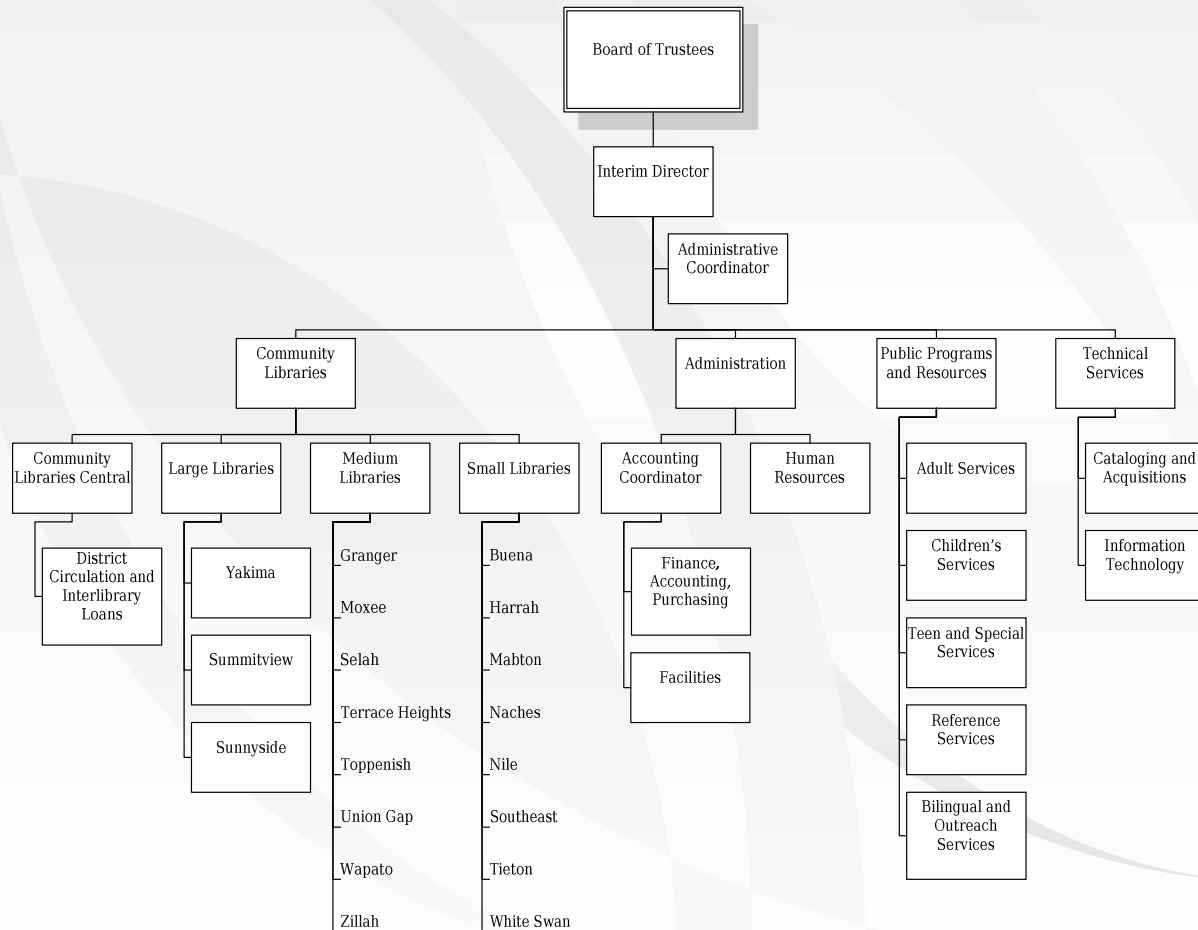 Board of Trustees
Interim Director
Administrative
Coordinator
Community
Libraries
Administration
Public Programs
and Resources
Technical
Services
Community
Libraries Central
Large Libraries
Medium
Libraries
Small Libraries
Accounting
Coordinator
Human
Resources
Adult Services
Cataloging and
Acquisitions
District
Circulation and
Interlibrary
Loans
Yakima
Summitview
Sunnyside
Granger
Moxee
Selah
Terrace Heights
Toppenish
Union Gap
Wapato
Zillah
Buena
Harrah
Mabton
Naches
Nile
Southeast
Tieton
White Swan
Finance,
Accounting,
Purchasing
Facilities
Children’s
Services
Teen and Special
Services
Reference
Services
Bilingual and
Outreach
Services
Information
Technology